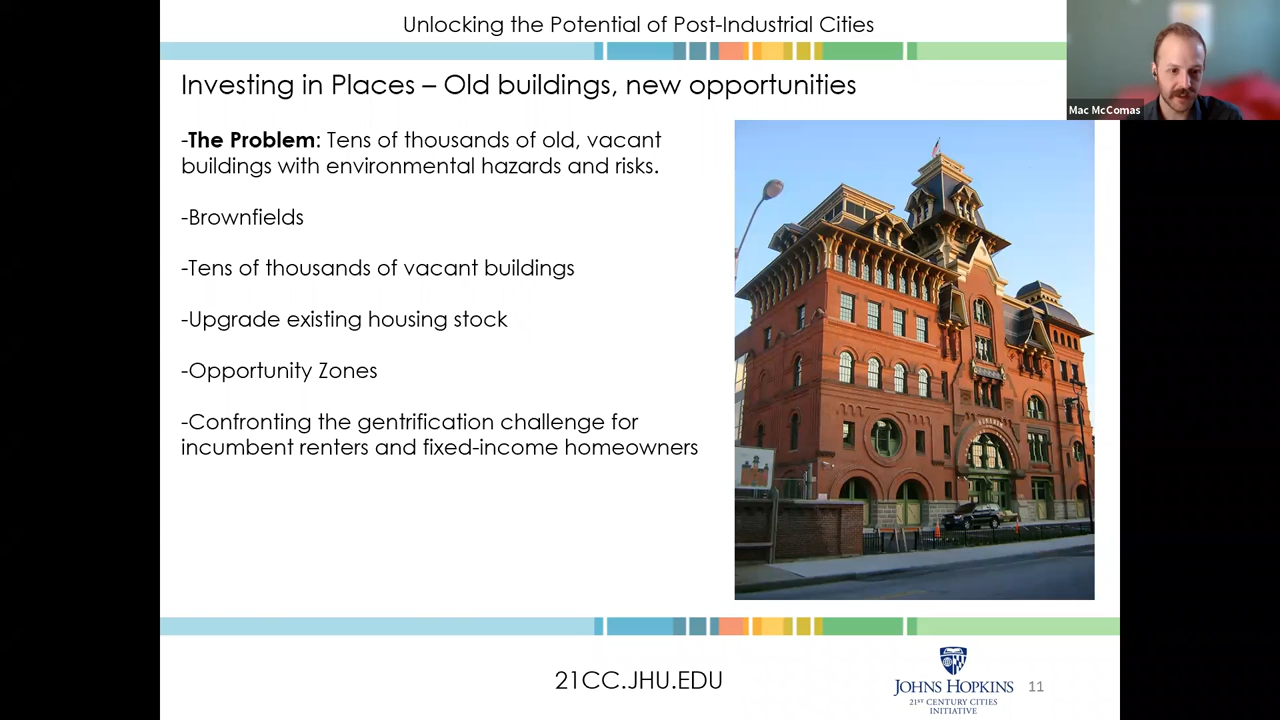 Unlocking the Potential of Post-Industrial Cities
Investing in Places – Old buildings, new opportunities
Mac McComas
-The Problem: Tens of thousands of old, vacant
buildings with environmental hazards and risks.
-Brownfields
-Tens of thousands of vacant buildings
-Upgrade existing housing stock
-Opportunity Zones
-Confronting the gentrification challenge for
incumbent renters and fixed-income homeowners
21CC.JHU.EDU
JOHNS HOPKINS
21ST CENTURY CITIES
INITIATIVE
11